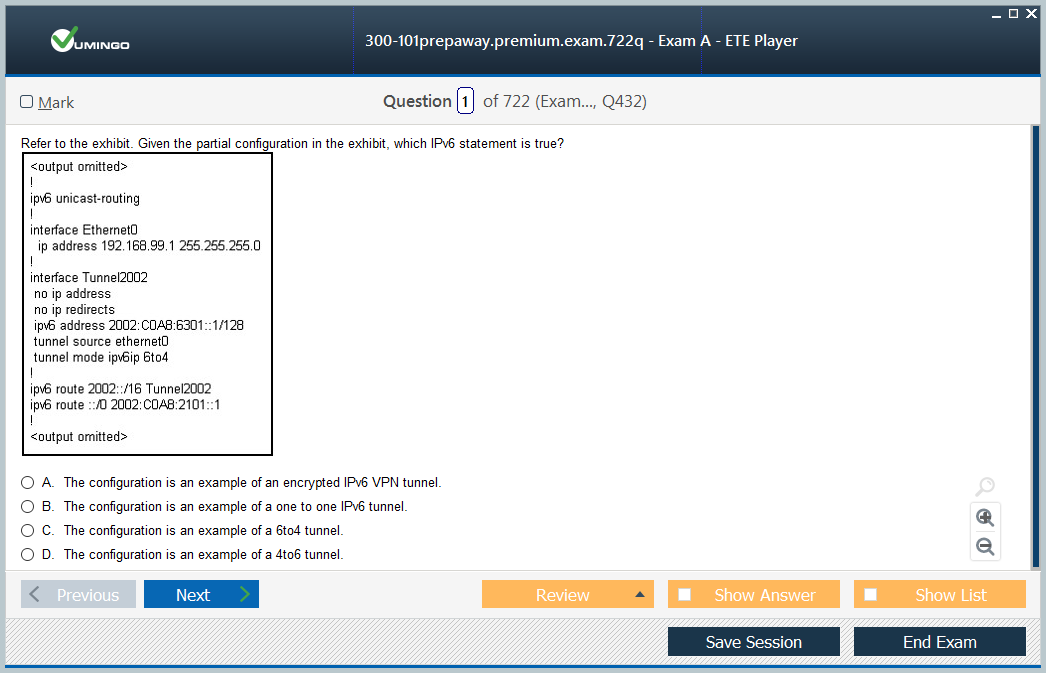 VUMINGO
300-101prepaway.premium.exam.722q - Exam A - ETE Player
Mark
Question 1 of 722 (Exam..., Q432)
Refer to the exhibit. Given the partial configuration in the exhibit, which IPv6 statement is true?
<output omitted>
!
ipv6 unicast-routing
!
interface Ethernet0
ip address 192.168.99.1 255.255.255.0
!
interface Tunnel2002
no ip address
no ip redirects
ipv6 address 2002:C0A8:6301::1/128
tunnel source ethernet0
tunnel mode ipv6ip 6to4
!
ipv6 route 2002::/16 Tunnel2002
ipv6 route ::/0 2002:C0A8:2101::1
!
<output omitted>
A. The configuration is an example of an encrypted IPv6 VPN tunnel.
B. The configuration is an example of a one to one IPv6 tunnel.
C. The configuration is an example of a 6to4 tunnel.
D. The configuration is an example of a 4to6 tunnel.
Previous
Next
Review
Show Answer
Show List
Save Session
End Exam